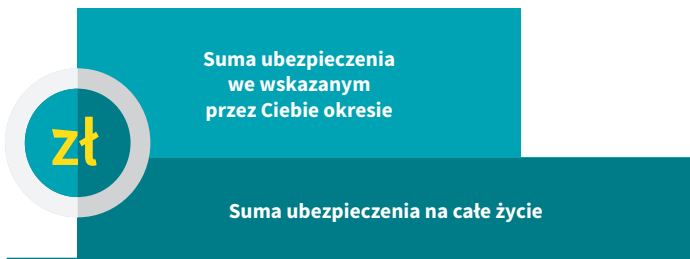 Suma ubezpieczenia
we wskazanym
przez Ciebie okresie
zł
Suma ubezpieczenia na całe życie